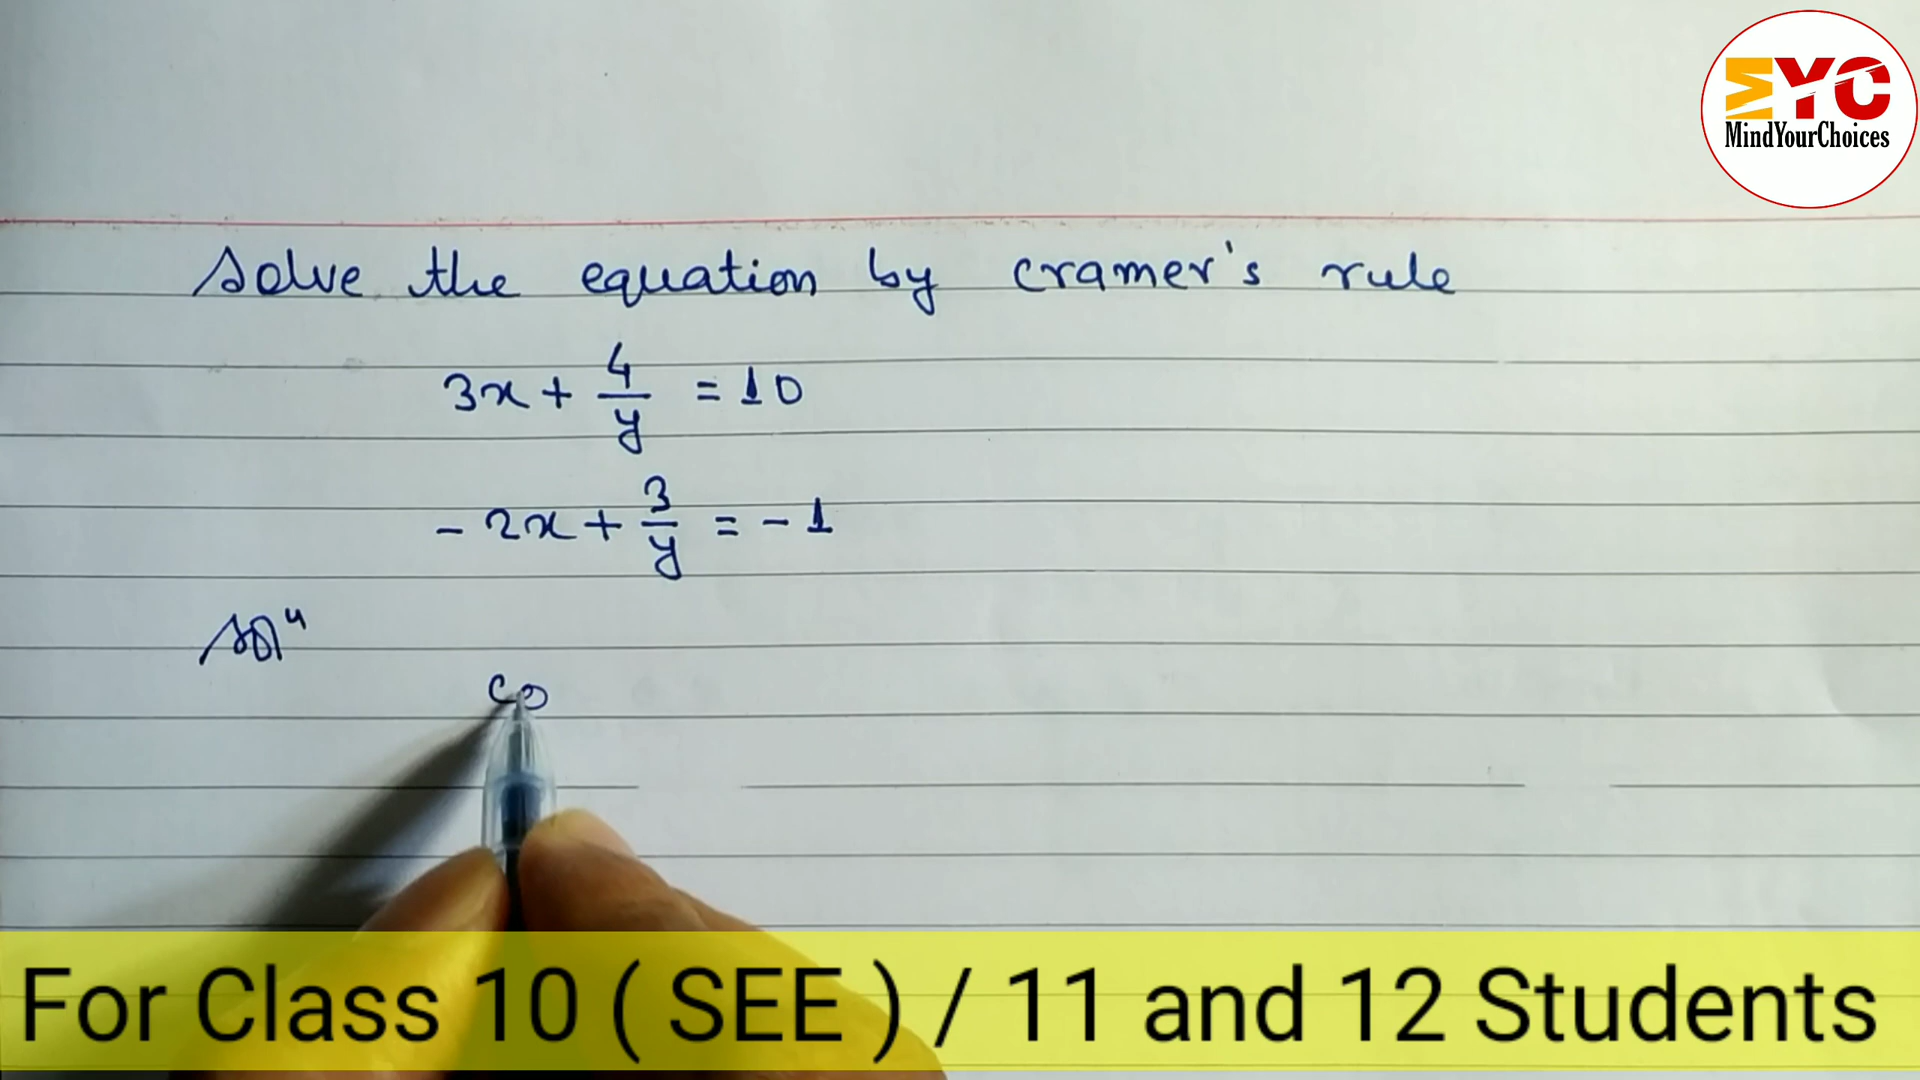 MYC
MindYourChoices
Solve the equation by cramer's rule
3x + 4/y = 10
- 2x + 3/y = - 1
Solⁿ
co
For Class 10 ( SEE ) / 11 and 12 Students